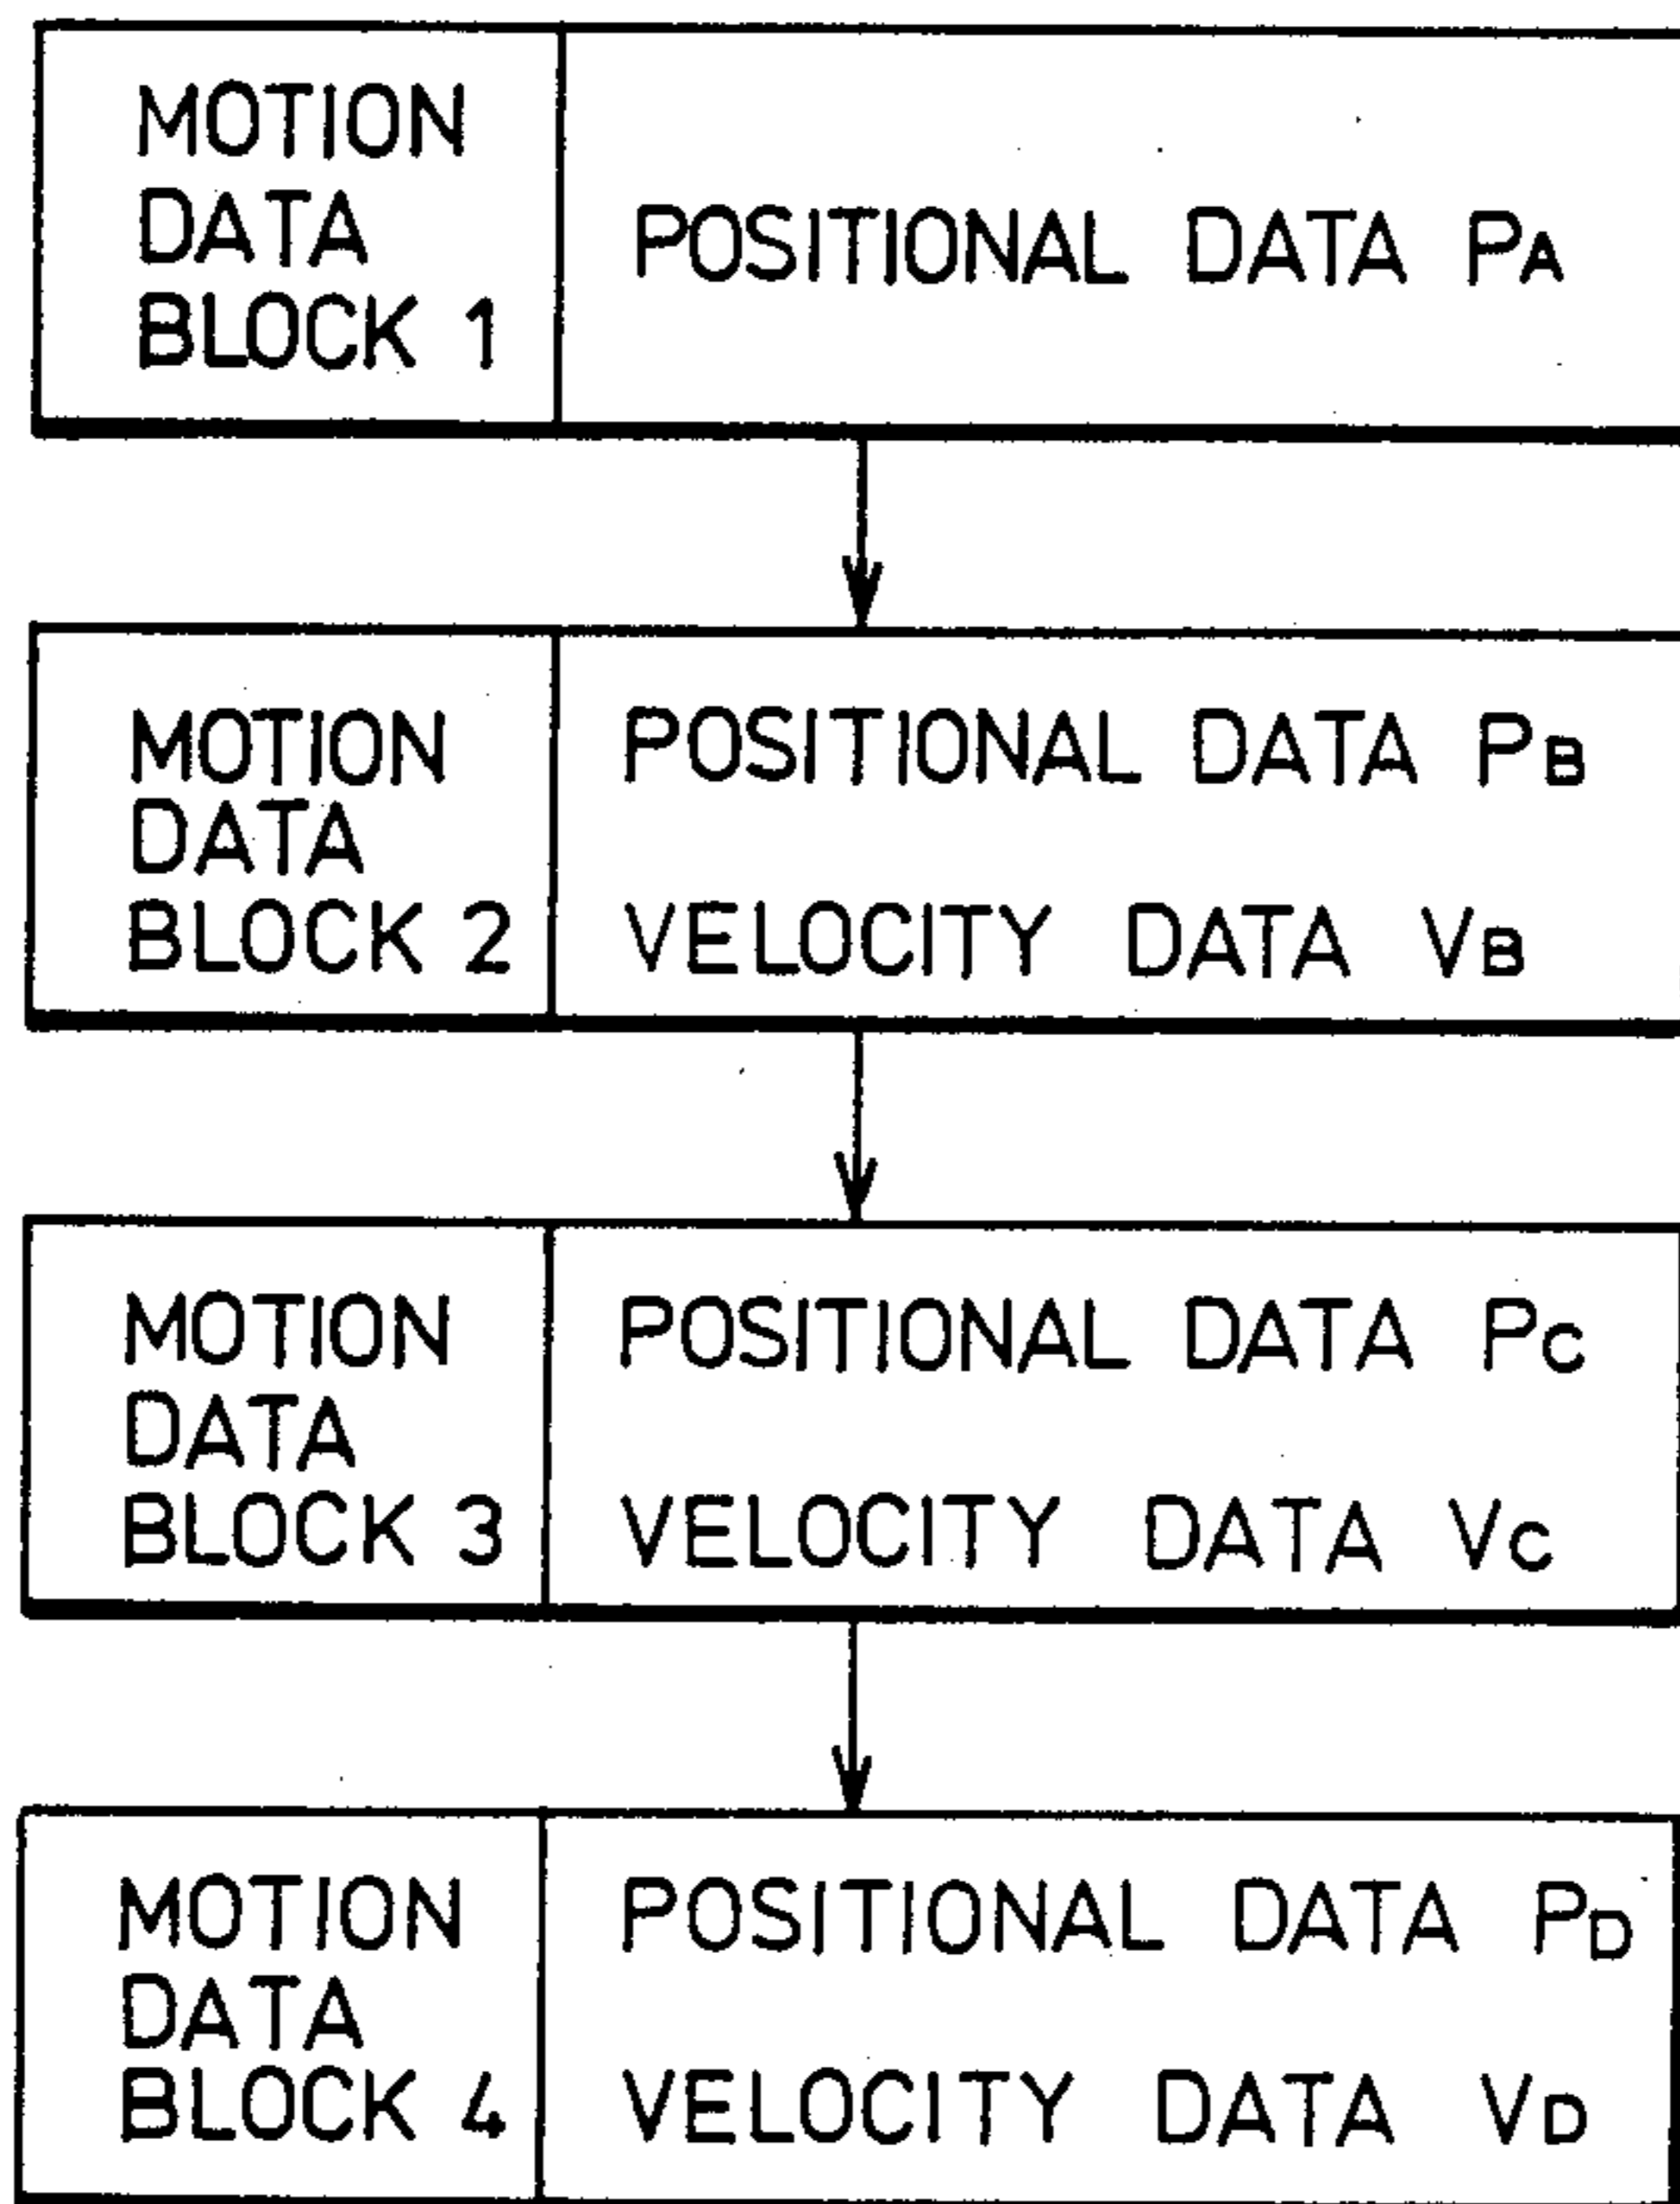 MOTION
DATA
BLOCK 1
POSITIONAL DATA PA
MOTION
DATA
BLOCK 2
POSITIONAL DATA PB
VELOCITY DATA VB
MOTION
DATA
BLOCK 3
POSITIONAL DATA PC
VELOCITY DATA VC
MOTION
DATA
BLOCK 4
POSITIONAL DATA PD
VELOCITY DATA VD